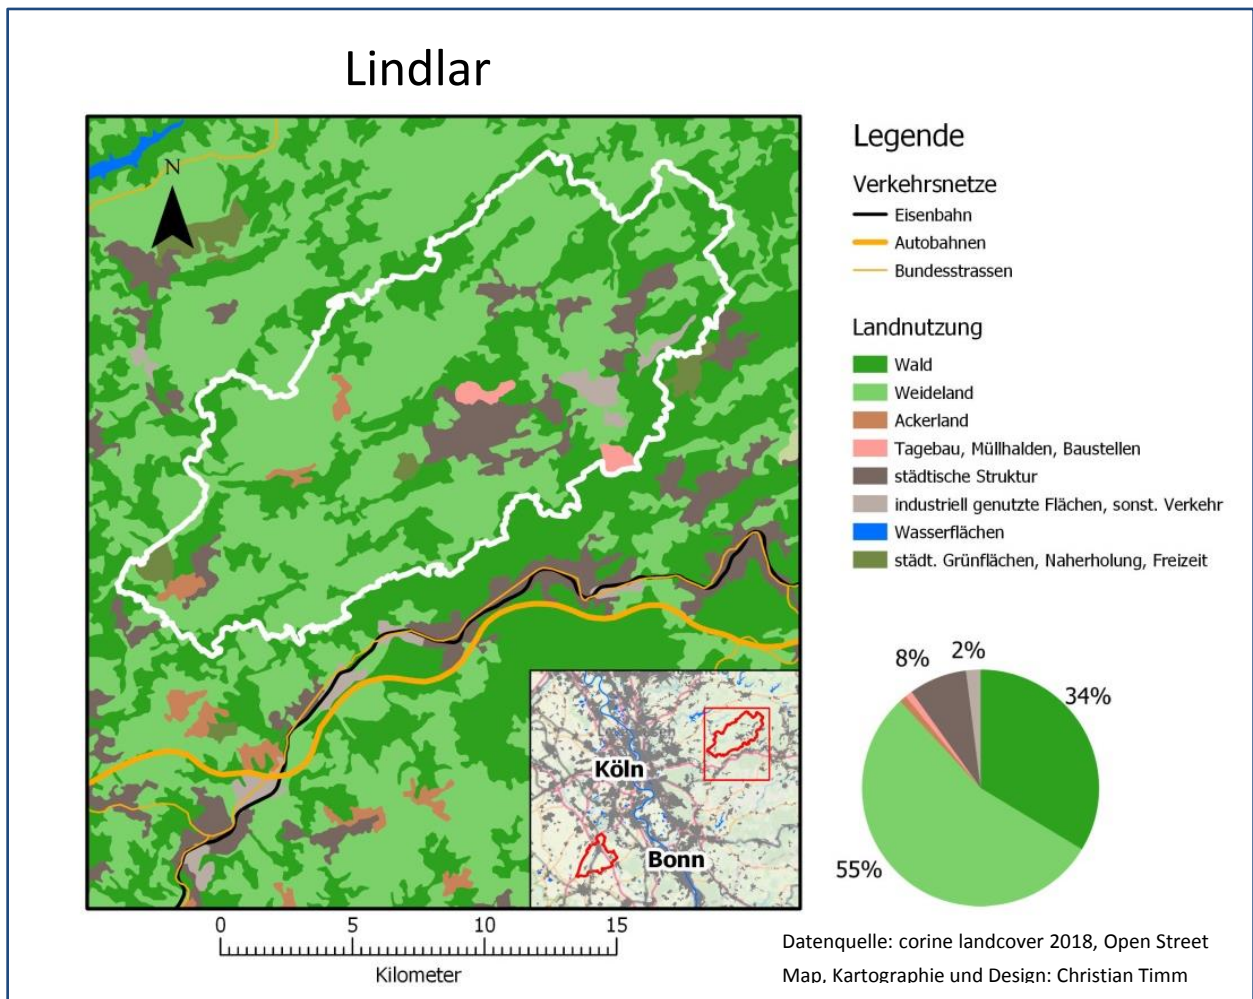 Lindlar
N
Legende
Verkehrsnetze
Eisenbahn
Autobahnen
Bundesstrassen
Landnutzung
Wald
Weideland
Ackerland
Tagebau, Müllhalden, Baustellen
städtische Struktur
industriell genutzte Flächen, sonst. Verkehr
Wasserflächen
städt. Grünflächen, Naherholung, Freizeit
8%
2%
34%
55%
Köln
Bonn
0 5 10 15
Kilometer
Datenquelle: corine landcover 2018, Open Street
Map, Kartographie und Design: Christian Timm